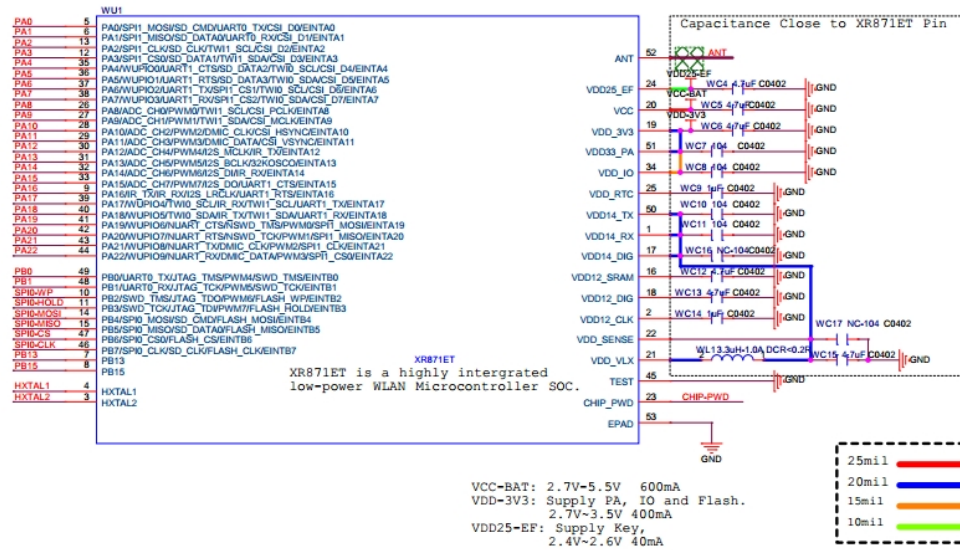 WU1
Capacitance Close to XR871ET Pin
PA0 5 PA0/SPI1_MOSI/SD_CMD/UART0_TX/CSI_D0/EINTA0
PA1 6 PA1/SPI1_MISO/SD_DATA0/UART0_RX/CSI_D1/EINTA1
PA2 13 PA2/SPI1_CLK/SD_CLK/TWI1_SCL/CSI_D2/EINTA2
PA3 12 PA3/SPI1_CS0/SD_DATA1/TWI1_SDA/CSI_D3/EINTA3
PA4 35 PA4/WUPIO0/UART1_CTS/SD_DATA2/TWI0_SCL/CSI_D4/EINTA4
PA5 36 PA5/WUPIO1/UART1_RTS/SD_DATA3/TWI0_SDA/CSI_D5/EINTA5
PA6 37 PA6/WUPIO2/UART1_TX/SPI1_CS1/TWI0_SCL/CSI_D6/EINTA6
PA7 38 PA7/WUPIO3/UART1_RX/SPI1_CS2/TWI0_SDA/CSI_D7/EINTA7
PA8 26 PA8/ADC_CH0/PWM0/TWI1_SCL/CSI_PCLK/EINTA8
PA9 27 PA9/ADC_CH1/PWM1/TWI1_SDA/CSI_MCLK/EINTA9
PA10 28 PA10/ADC_CH2/PWM2/DMIC_CLK/CSI_HSYNC/EINTA10
PA11 29 PA11/ADC_CH3/PWM3/DMIC_DATA/CSI_VSYNC/EINTA11
PA12 30 PA12/ADC_CH4/PWM4/I2S_MCLK/IR_TX/EINTA12
PA13 31 PA13/ADC_CH5/PWM5/I2S_BCLK/32KOSCO/EINTA13
PA14 32 PA14/ADC_CH6/PWM6/I2S_DI/IR_RX/EINTA14
PA15 33 PA15/ADC_CH7/PWM7/I2S_DO/UART1_CTS/EINTA15
PA16 9 PA16/IR_TX/IR_RX/I2S_LRCLK/UART1_RTS/EINTA16
PA17 39 PA17/WUPIO4/TWI0_SCL/IR_RX/TWI1_SCL/UART1_TX/EINTA17
PA18 40 PA18/WUPIO5/TWI0_SDA/IR_TX/TWI1_SDA/UART1_RX/EINTA18
PA19 41 PA19/WUPIO6/NUART_CTS/NSWD_TMS/PWM0/SPI1_MOSI/EINTA19
PA20 42 PA20/WUPIO7/NUART_RTS/NSWD_TCK/PWM1/SPI1_MISO/EINTA20
PA21 43 PA21/WUPIO8/NUART_TX/DMIC_CLK/PWM2/SPI1_CLK/EINTA21
PA22 44 PA22/WUPIO9/NUART_RX/DMIC_DATA/PWM3/SPI1_CS0/EINTA22
PB0 49 PB0/UART0_TX/JTAG_TMS/PWM4/SWD_TMS/EINTB0
PB1 48 PB1/UART0_RX/JTAG_TCK/PWM5/SWD_TCK/EINTB1
SPI0-WP 10 PB2/SWD_TMS/JTAG_TDO/PWM6/FLASH_WP/EINTB2
SPI0-HOLD 11 PB3/SWD_TCK/JTAG_TDI/PWM7/FLASH_HOLD/EINTB3
SPI0-MOSI 14 PB4/SPI0_MOSI/SD_CMD/FLASH_MOSI/EINTB4
SPI0-MISO 15 PB5/SPI0_MISO/SD_DATA0/FLASH_MISO/EINTB5
SPI0-CS 47 PB6/SPI0_CS0/FLASH_CS/EINTB6
SPI0-CLK 46 PB7/SPI0_CLK/SD_CLK/FLASH_CLK/EINTB7
PB13 7 PB13
PB15 8 PB15
HXTAL1 4 HXTAL1
HXTAL2 3 HXTAL2
XR871ET
XR871ET is a highly intergrated
low-power WLAN Microcontroller SOC.
ANT 52 ANT
VDD25-EF
VDD25_EF 24 WC4 4.7uF C0402 GND
VCC-BAT
VCC 20 WC5 4.7uF C0402 GND
VDD-3V3
VDD_3V3 19 WC6 4.7uF C0402 GND
VDD33_PA 51 WC7 104 C0402
VDD_IO 34 WC8 104 C0402 GND
VDD_RTC 25 WC9 1uF C0402 GND
VDD14_TX 50 WC10 104 C0402 GND
VDD14_RX 1 WC11 104 C0402 GND
VDD14_DIG 17 WC16 NC-104 C0402 GND
VDD12_SRAM 16 WC12 4.7uF C0402 GND
VDD12_DIG 18 WC13 4.7uF C0402 GND
VDD12_CLK 2 WC14 1uF C0402 GND
VDD_SENSE 22 WC17 NC-104 C0402
VDD_VLX 21 WL1 3.3uH-1.0A DCR<0.2R WC15 4.7uF C0402 GND
TEST 45 GND
CHIP_PWD 23 CHIP-PWD
EPAD 53
GND
VCC-BAT: 2.7V-5.5V 600mA
VDD-3V3: Supply PA, IO and Flash.
2.7V~3.5V 400mA
VDD25-EF: Supply Key,
2.4V~2.6V 40mA
25mil
20mil
15mil
10mil